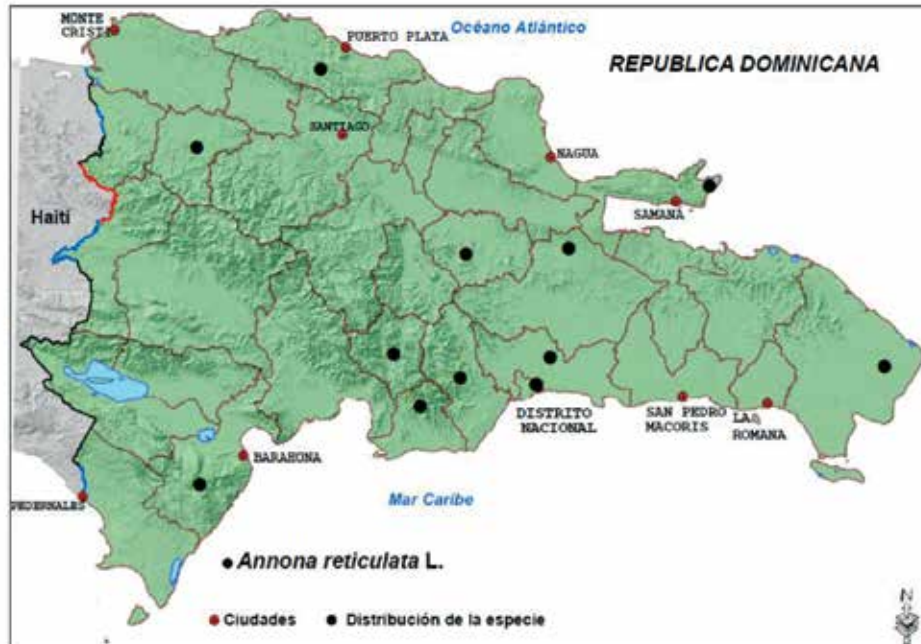 MONTE
CRISTI
PUERTO PLATA
Océano Atlántico
REPUBLICA DOMINICANA
SANTIAGO
NAGUA
SAMANA
Haití
DISTRITO
NACIONAL
SAN PEDRO
MACORIS
LA
ROMANA
BARAHONA
PEDERNALES
Mar Caribe
Annona reticulata L.
Ciudades
Distribución de la especie
N